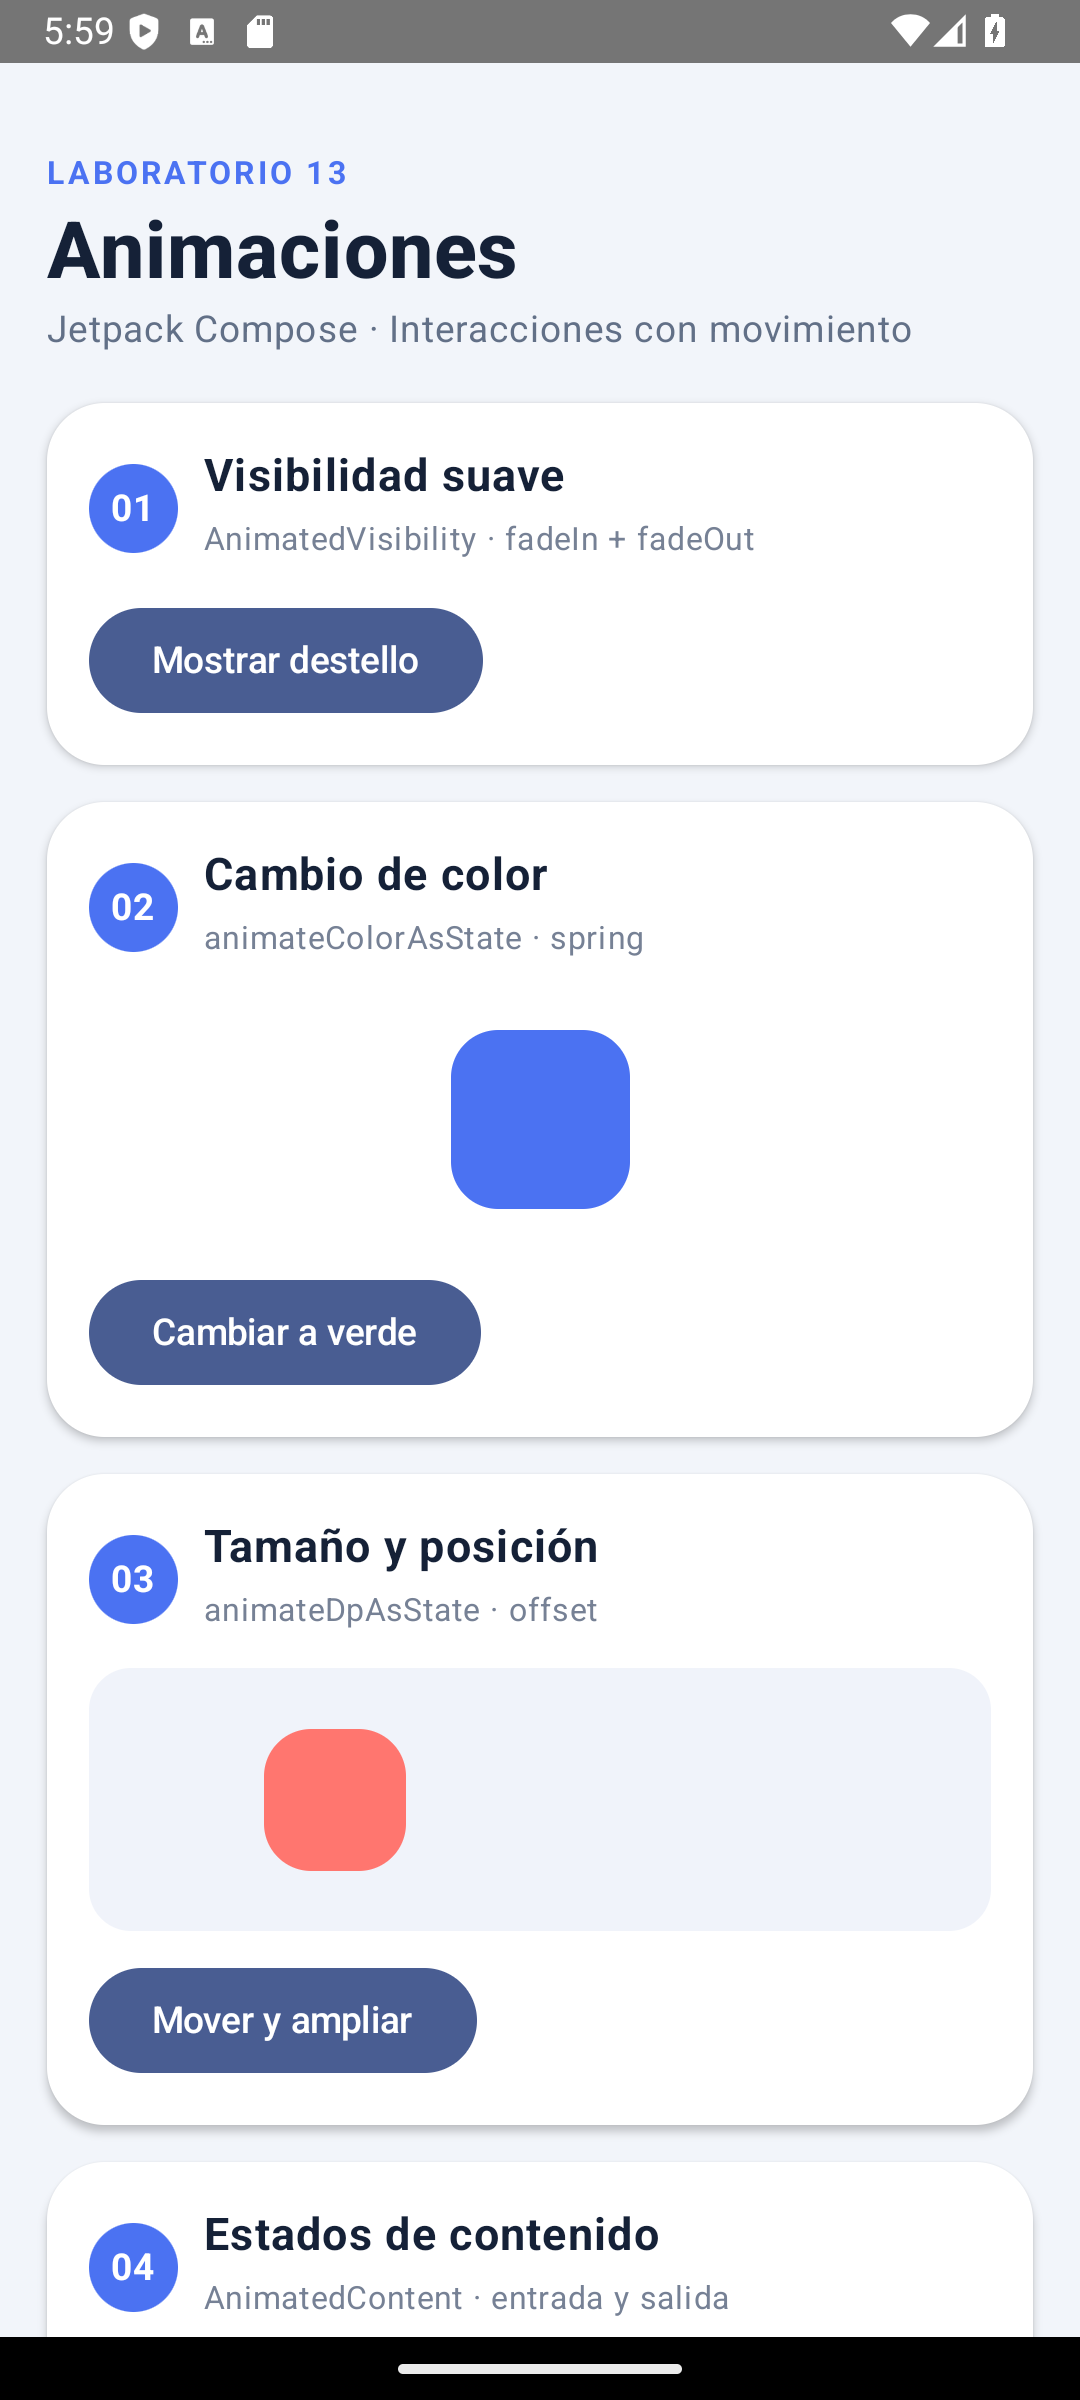 5:59
LABORATORIO 13
Animaciones
Jetpack Compose · Interacciones con movimiento
01
Visibilidad suave
AnimatedVisibility · fadeIn + fadeOut
Mostrar destello
02
Cambio de color
animateColorAsState · spring
Cambiar a verde
03
Tamaño y posición
animateDpAsState · offset
Mover y ampliar
04
Estados de contenido
AnimatedContent · entrada y salida